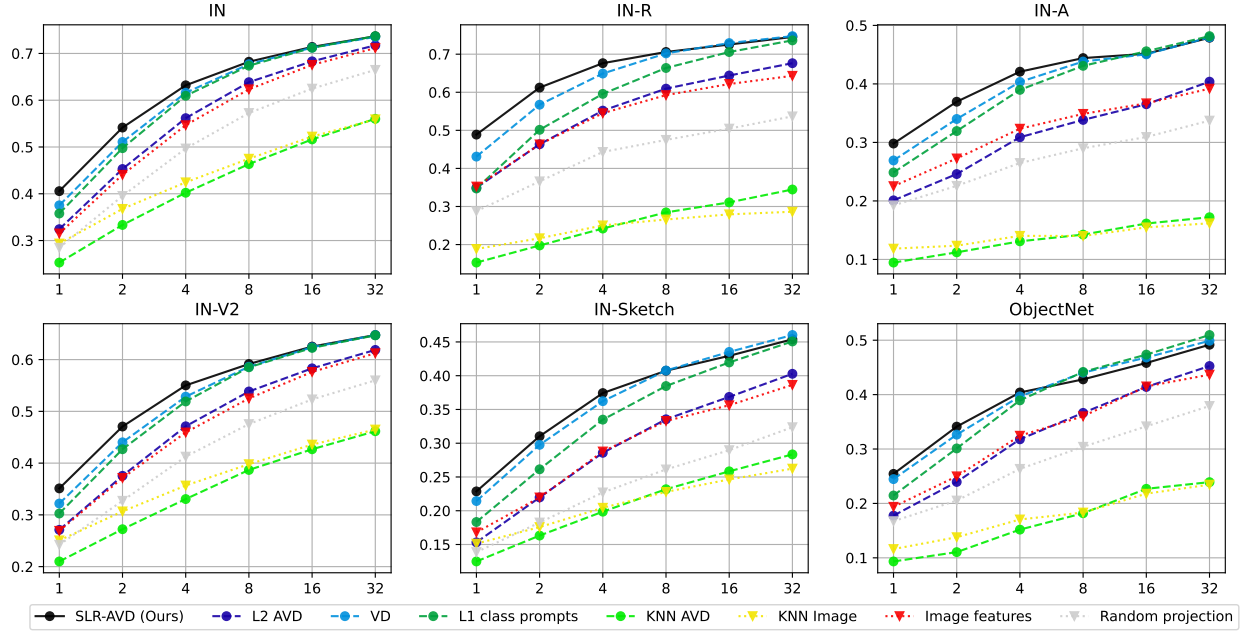 IN
IN-R
IN-A
0.7
0.6
0.5
0.4
0.3
1 2 4 8 16 32
0.7
0.6
0.5
0.4
0.3
0.2
1 2 4 8 16 32
0.5
0.4
0.3
0.2
0.1
1 2 4 8 16 32
IN-V2
IN-Sketch
ObjectNet
0.6
0.5
0.4
0.3
0.2
1 2 4 8 16 32
0.45
0.40
0.35
0.30
0.25
0.20
0.15
1 2 4 8 16 32
0.5
0.4
0.3
0.2
0.1
1 2 4 8 16 32
SLR-AVD (Ours) L2 AVD VD L1 class prompts KNN AVD KNN Image Image features Random projection